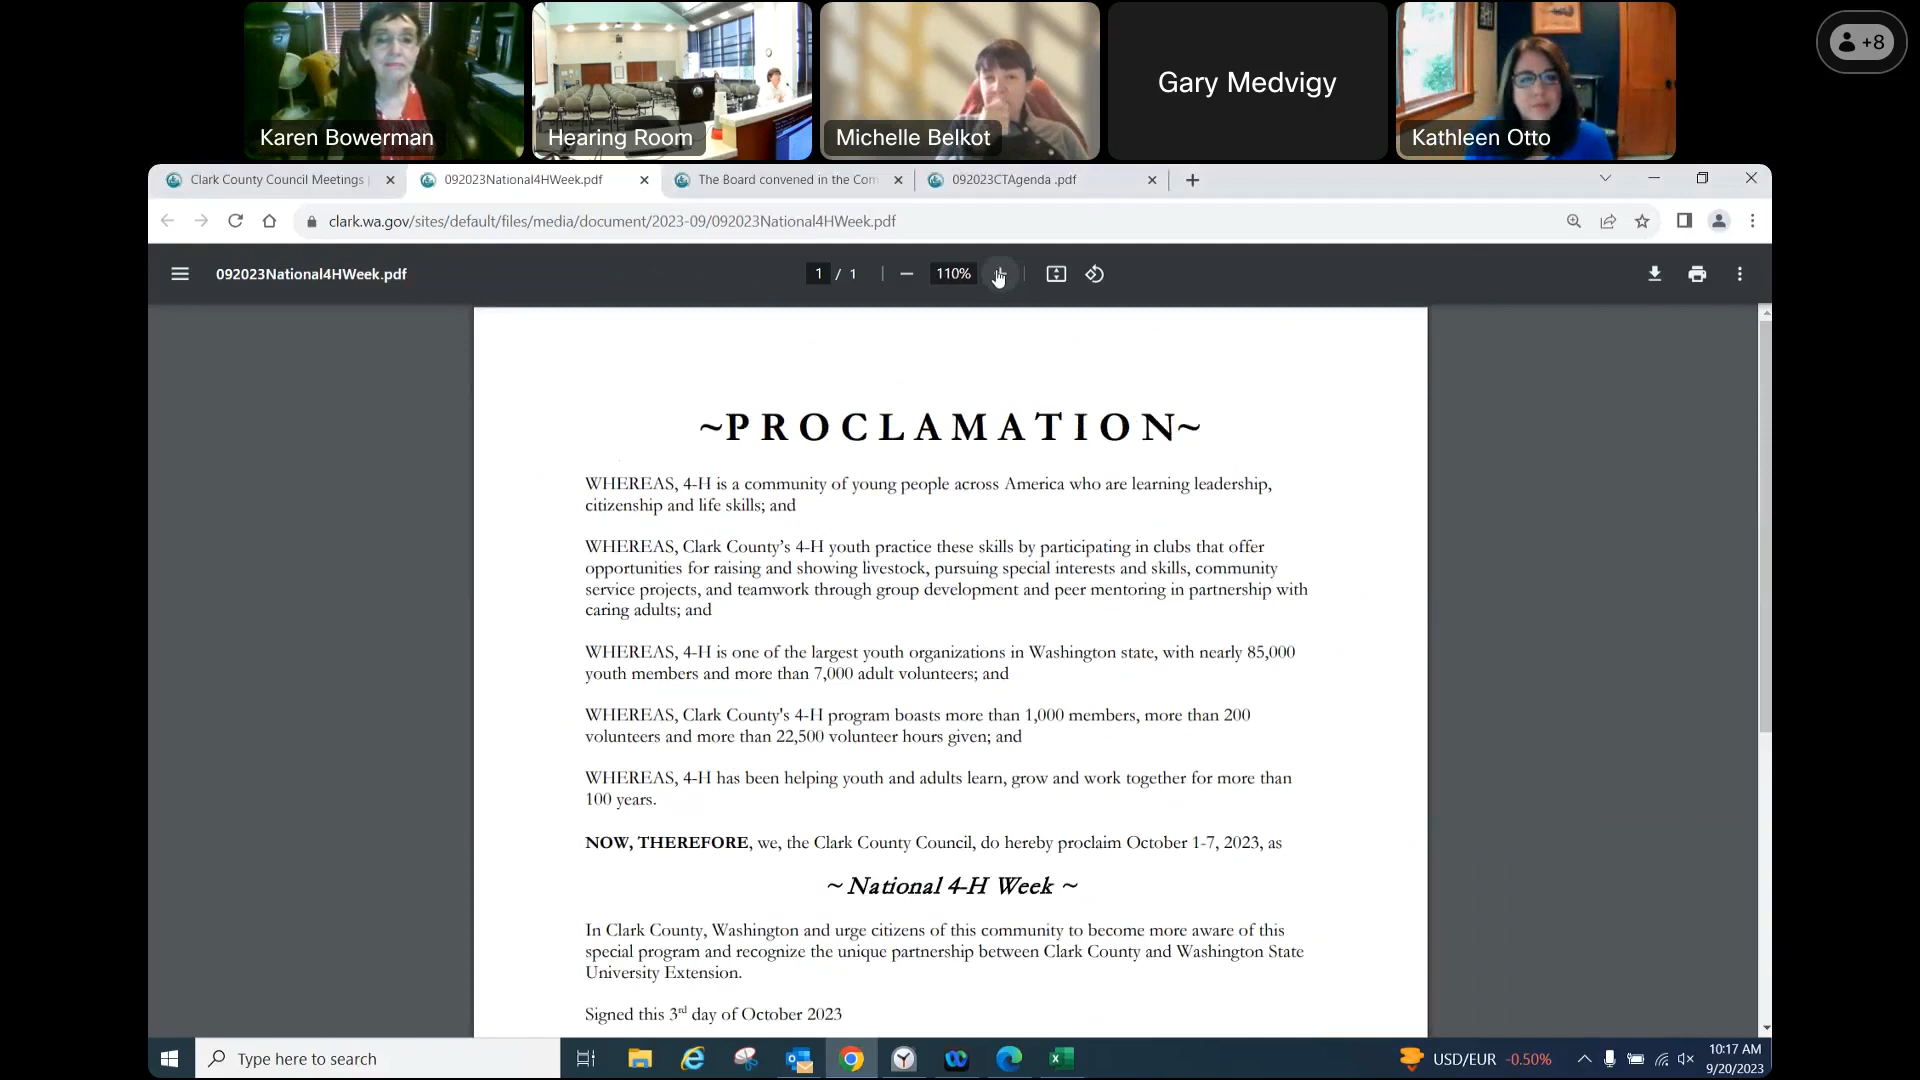 Karen Bowerman
Hearing Room
Michelle Belkot
Gary Medvigy
Kathleen Otto
+8
Clark County Council Meetings
092023National4HWeek.pdf
The Board convened in the Com
092023CTAgenda .pdf
clark.wa.gov/sites/default/files/media/document/2023-09/092023National4HWeek.pdf
092023National4HWeek.pdf
1 / 1
110%
~PROCLAMATION~
WHEREAS, 4-H is a community of young people across America who are learning leadership,
citizenship and life skills; and
WHEREAS, Clark County’s 4-H youth practice these skills by participating in clubs that offer
opportunities for raising and showing livestock, pursuing special interests and skills, community
service projects, and teamwork through group development and peer mentoring in partnership with
caring adults; and
WHEREAS, 4-H is one of the largest youth organizations in Washington state, with nearly 85,000
youth members and more than 7,000 adult volunteers; and
WHEREAS, Clark County's 4-H program boasts more than 1,000 members, more than 200
volunteers and more than 22,500 volunteer hours given; and
WHEREAS, 4-H has been helping youth and adults learn, grow and work together for more than
100 years.
NOW, THEREFORE, we, the Clark County Council, do hereby proclaim October 1-7, 2023, as
~ National 4-H Week ~
In Clark County, Washington and urge citizens of this community to become more aware of this
special program and recognize the unique partnership between Clark County and Washington State
University Extension.
Signed this 3rd day of October 2023
Type here to search
USD/EUR -0.50%
10:17 AM
9/20/2023